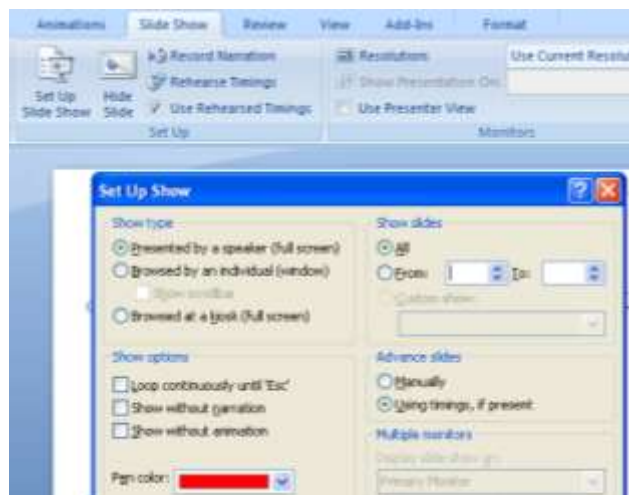 Animations Slide Show Review View Add-Ins Format
Record Narration
Rehearse Timings
Use Rehearsed Timings
Set Up Slide Show
Hide Slide
Set Up
Resolution: Use Current Resolu
Show Presentation On:
Use Presenter View
Monitors
Set Up Show
Show type
Presented by a speaker (full screen)
Browsed by an individual (window)
Show scrollbar
Browsed at a kiosk (full screen)
Show slides
All
From: To:
Custom show:
Show options
Loop continuously until 'Esc'
Show without narration
Show without animation
Pen color:
Advance slides
Manually
Using timings, if present
Multiple monitors
Display slide show on:
Primary Monitor